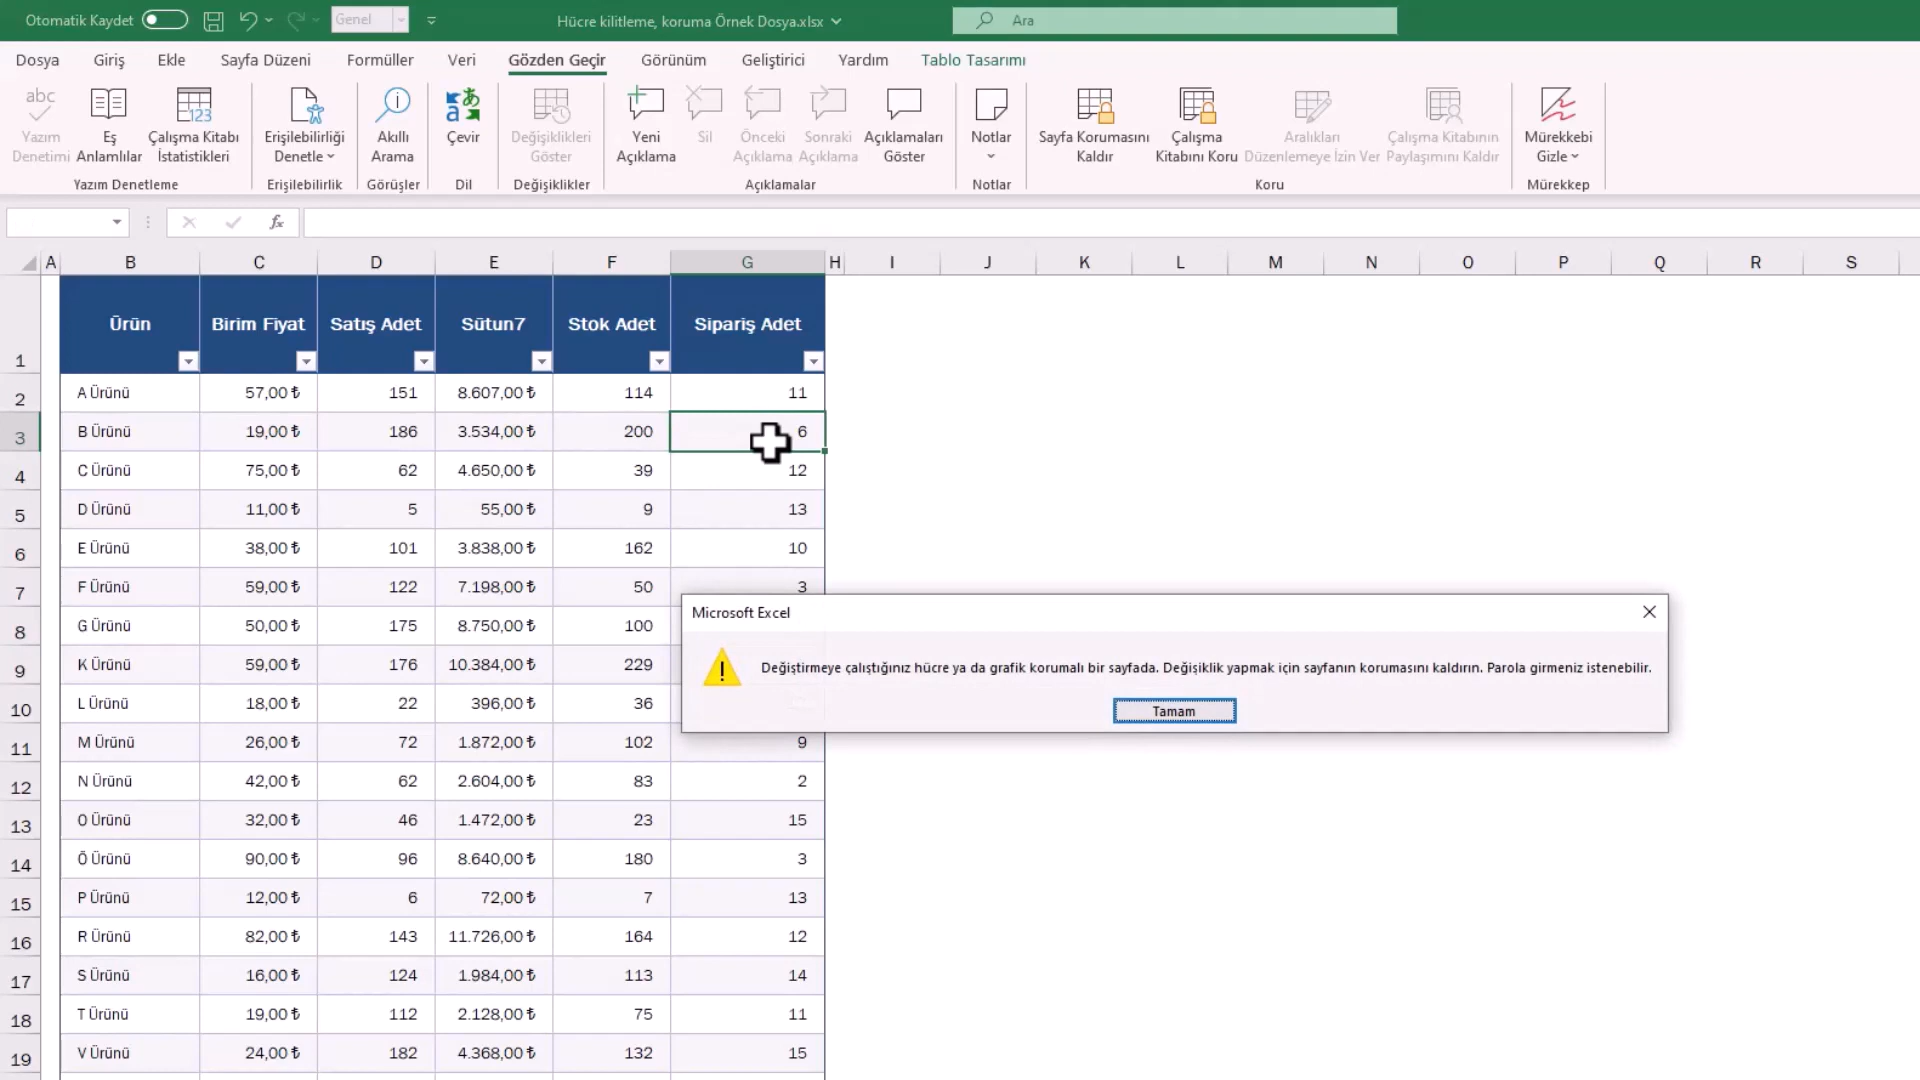 Otomatik Kaydet
Genel
Hücre kilitleme, koruma Örnek Dosya.xlsx
Ara
Dosya Giriş Ekle Sayfa Düzeni Formüller Veri Gözden Geçir Görünüm Geliştirici Yardım Tablo Tasarımı
abc
Yazım Denetimi
Eş Anlamlılar
123
Çalışma Kitabı İstatistikleri
Erişilebilirliği Denetle
Akıllı Arama
Çevir
Değişiklikleri Göster
Yeni Açıklama
Sil
Önceki Açıklama
Sonraki Açıklama
Açıklamaları Göster
Notlar
Sayfa Korumasını Kaldır
Çalışma Kitabını Koru
Aralıkları Düzenlemeye İzin Ver
Çalışma Kitabının Paylaşımını Kaldır
Mürekkebi Gizle
Yazım Denetleme Erişilebilirlik Görüşler Dil Değişiklikler Açıklamalar Notlar Koru Mürekkep
fx
A B C D E F G H I J K L M N O P Q R S
1 Ürün Birim Fiyat Satış Adet Sütun7 Stok Adet Sipariş Adet
2 A Ürünü 57,00 ₺ 151 8.607,00 ₺ 114 11
3 B Ürünü 19,00 ₺ 186 3.534,00 ₺ 200 6
4 C Ürünü 75,00 ₺ 62 4.650,00 ₺ 39 12
5 D Ürünü 11,00 ₺ 5 55,00 ₺ 9 13
6 E Ürünü 38,00 ₺ 101 3.838,00 ₺ 162 10
7 F Ürünü 59,00 ₺ 122 7.198,00 ₺ 50 3
8 G Ürünü 50,00 ₺ 175 8.750,00 ₺ 100
9 K Ürünü 59,00 ₺ 176 10.384,00 ₺ 229
10 L Ürünü 18,00 ₺ 22 396,00 ₺ 36
11 M Ürünü 26,00 ₺ 72 1.872,00 ₺ 102 9
12 N Ürünü 42,00 ₺ 62 2.604,00 ₺ 83 2
13 O Ürünü 32,00 ₺ 46 1.472,00 ₺ 23 15
14 Ö Ürünü 90,00 ₺ 96 8.640,00 ₺ 180 3
15 P Ürünü 12,00 ₺ 6 72,00 ₺ 7 13
16 R Ürünü 82,00 ₺ 143 11.726,00 ₺ 164 12
17 S Ürünü 16,00 ₺ 124 1.984,00 ₺ 113 14
18 T Ürünü 19,00 ₺ 112 2.128,00 ₺ 75 11
19 V Ürünü 24,00 ₺ 182 4.368,00 ₺ 132 15
Microsoft Excel
Değiştirmeye çalıştığınız hücre ya da grafik korumalı bir sayfada. Değişiklik yapmak için sayfanın korumasını kaldırın. Parola girmeniz istenebilir.
Tamam